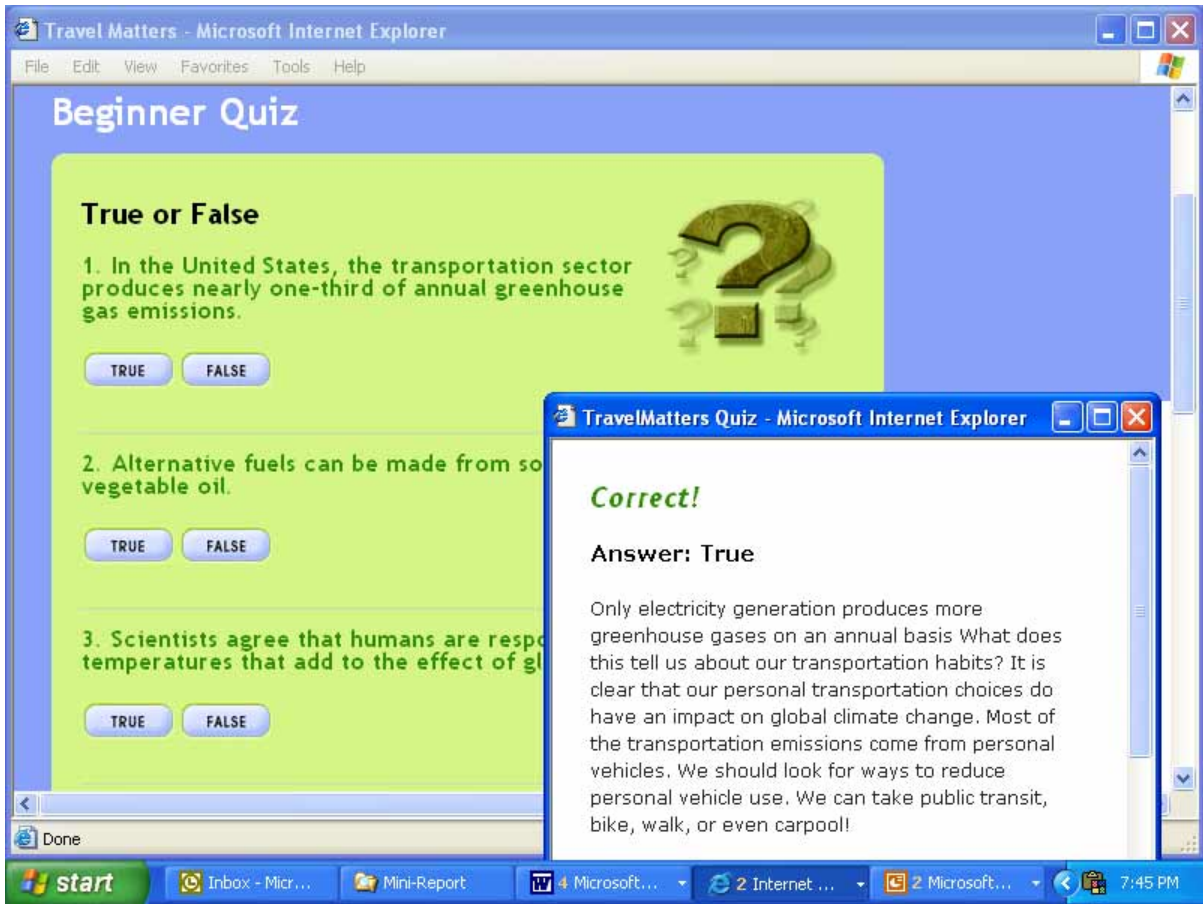 Travel Matters - Microsoft Internet Explorer
File Edit View Favorites Tools Help
Beginner Quiz
True or False
1. In the United States, the transportation sector
produces nearly one-third of annual greenhouse
gas emissions.
TRUE FALSE
2. Alternative fuels can be made from so
vegetable oil.
TRUE FALSE
3. Scientists agree that humans are respo
temperatures that add to the effect of gl
TRUE FALSE
TravelMatters Quiz - Microsoft Internet Explorer
Correct!
Answer: True
Only electricity generation produces more
greenhouse gases on an annual basis What does
this tell us about our transportation habits? It is
clear that our personal transportation choices do
have an impact on global climate change. Most of
the transportation emissions come from personal
vehicles. We should look for ways to reduce
personal vehicle use. We can take public transit,
bike, walk, or even carpool!
Done
start Inbox - Micr... Mini-Report 4 Microsoft... 2 Internet ... 2 Microsoft... 7:45 PM